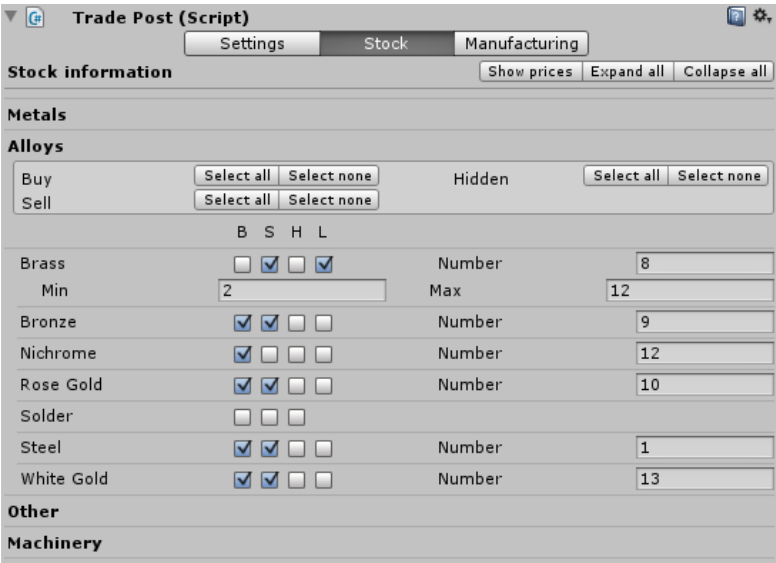 Trade Post (Script)
Settings Stock Manufacturing
Stock information Show prices Expand all Collapse all
Metals
Alloys
Buy Select all Select none Hidden Select all Select none
Sell Select all Select none
B S H L
Brass Number 8
Min 2 Max 12
Bronze Number 9
Nichrome Number 12
Rose Gold Number 10
Solder
Steel Number 1
White Gold Number 13
Other
Machinery